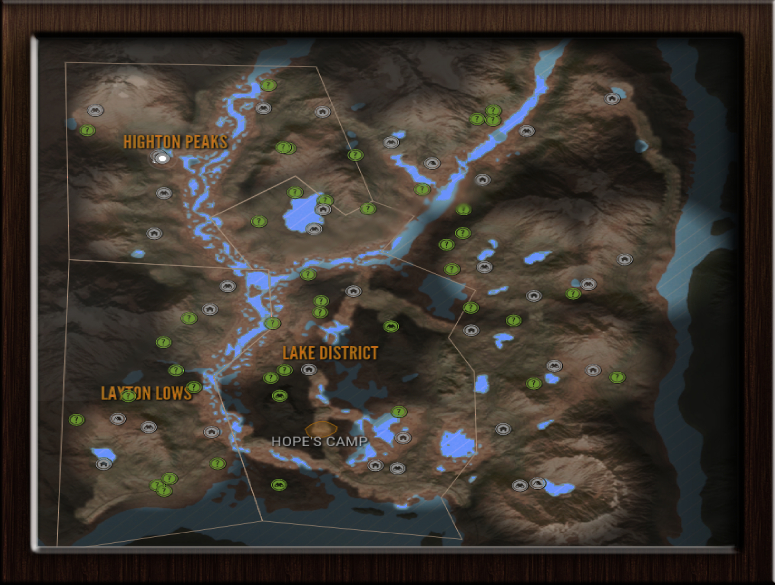 HIGHTON PEAKS
LAKE DISTRICT
LAYTON LOWS
HOPE'S CAMP